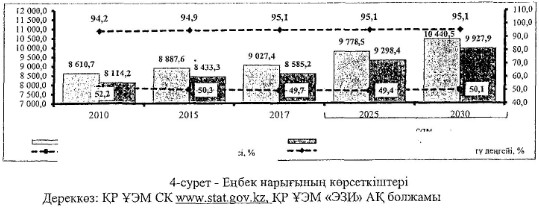 12 000,0 94,2 94,9 95,1 95,1 95,1 110,0
11 500,0 100,0
11 000,0 10 440,5 9 927,9 90,0
10 500,0
10 000,0 9 778,5 80,0
9 500,0 8 887,6 9 027,4 9 298,4
9 000,0 8 610,7 8 433,3 8 585,2 70,0
8 500,0 8 114,2 60,0
8 000,0 52,2 50,3 49,7 49,4 50,1 50,0
7 500,0
7 000,0 40,0
2010 2015 2017 2025 2030
зі, % ту деңгейі, %
4-сурет - Еңбек нарығының көрсеткіштері
Дереккөз: ҚР ҰЭМ СК www.stat.gov.kz, ҚР ҰЭМ «ЭЗИ» АҚ болжамы